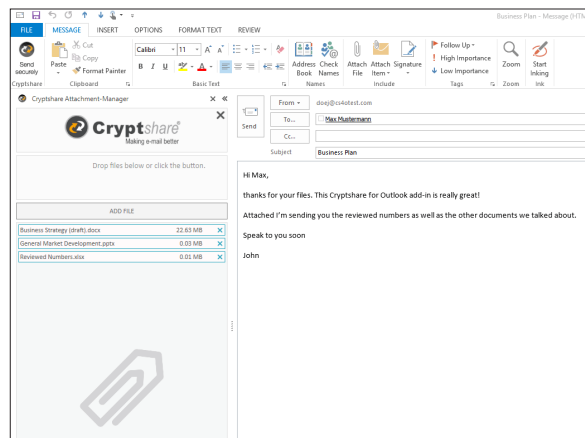 Business Plan - Message (HTM
FILE MESSAGE INSERT OPTIONS FORMAT TEXT REVIEW
Send securely
Paste
Cut
Copy
Format Painter
Calibri 11
B I U
Address Book
Check Names
Attach File
Attach Item
Signature
Follow Up
High Importance
Low Importance
Zoom
Start Inking
Cryptshare Clipboard Basic Text Names Include Tags Zoom Ink
Cryptshare Attachment-Manager
Cryptshare
Making e-mail better
Drop files below or click the button.
ADD FILE
Business Strategy (draft).docx 22.63 MB
General Market Development.pptx 0.03 MB
Reviewed Numbers.xlsx 0.01 MB
Send
From doej@cs4otest.com
To... Max Mustermann
Cc...
Subject Business Plan
Hi Max,
thanks for your files. This Cryptshare for Outlook add-in is really great!
Attached I'm sending you the reviewed numbers as well as the other documents we talked about.
Speak to you soon
John